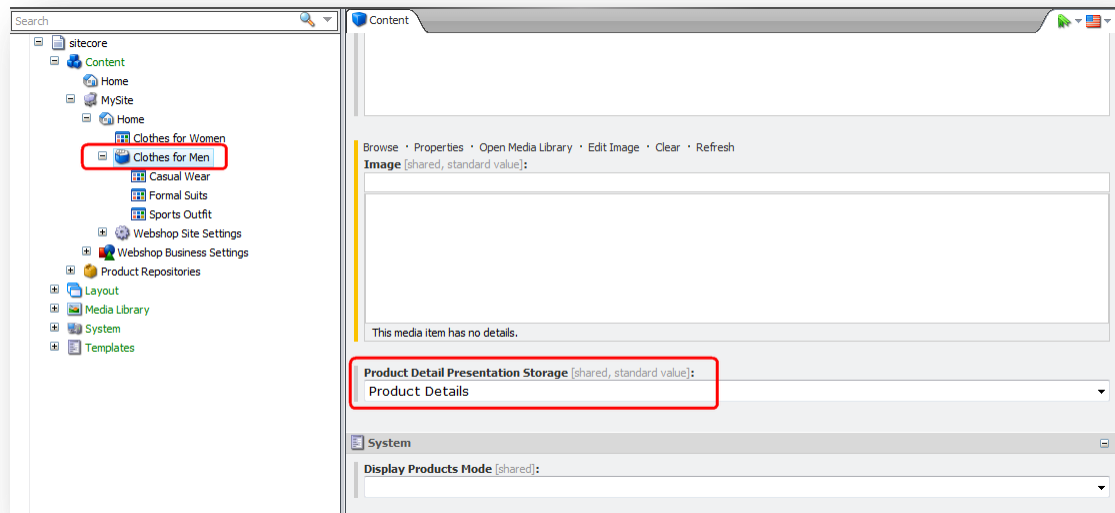 Search
sitecore
Content
Home
MySite
Home
Clothes for Women
Clothes for Men
Casual Wear
Formal Suits
Sports Outfit
Webshop Site Settings
Webshop Business Settings
Product Repositories
Layout
Media Library
System
Templates
Content
Browse · Properties · Open Media Library · Edit Image · Clear · Refresh
Image [shared, standard value]:
This media item has no details.
Product Detail Presentation Storage [shared, standard value]:
Product Details
System
Display Products Mode [shared]: